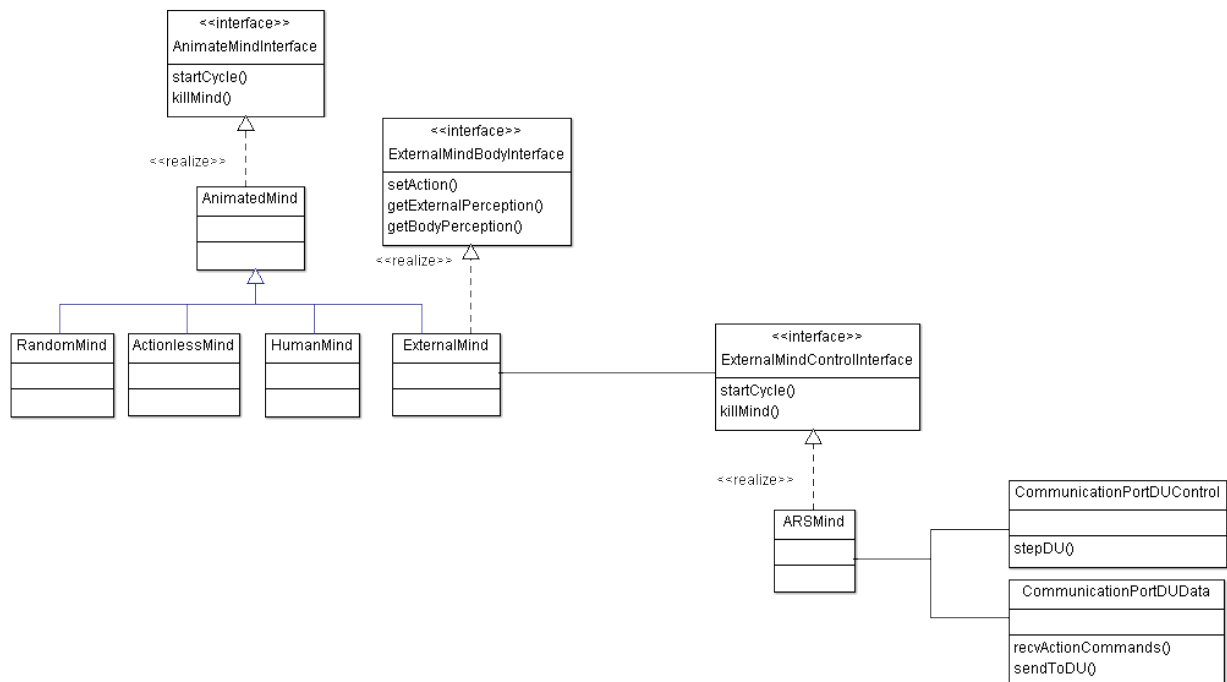 <<interface>>
AnimateMindInterface
startCycle()
killMind()
<<realize>>
AnimatedMind
<<interface>>
ExternalMindBodyInterface
setAction()
getExternalPerception()
getBodyPerception()
<<realize>>
RandomMind
ActionlessMind
HumanMind
ExternalMind
<<interface>>
ExternalMindControlInterface
startCycle()
killMind()
<<realize>>
ARSMind
CommunicationPortDUControl
stepDU()
CommunicationPortDUData
recvActionCommands()
sendToDU()